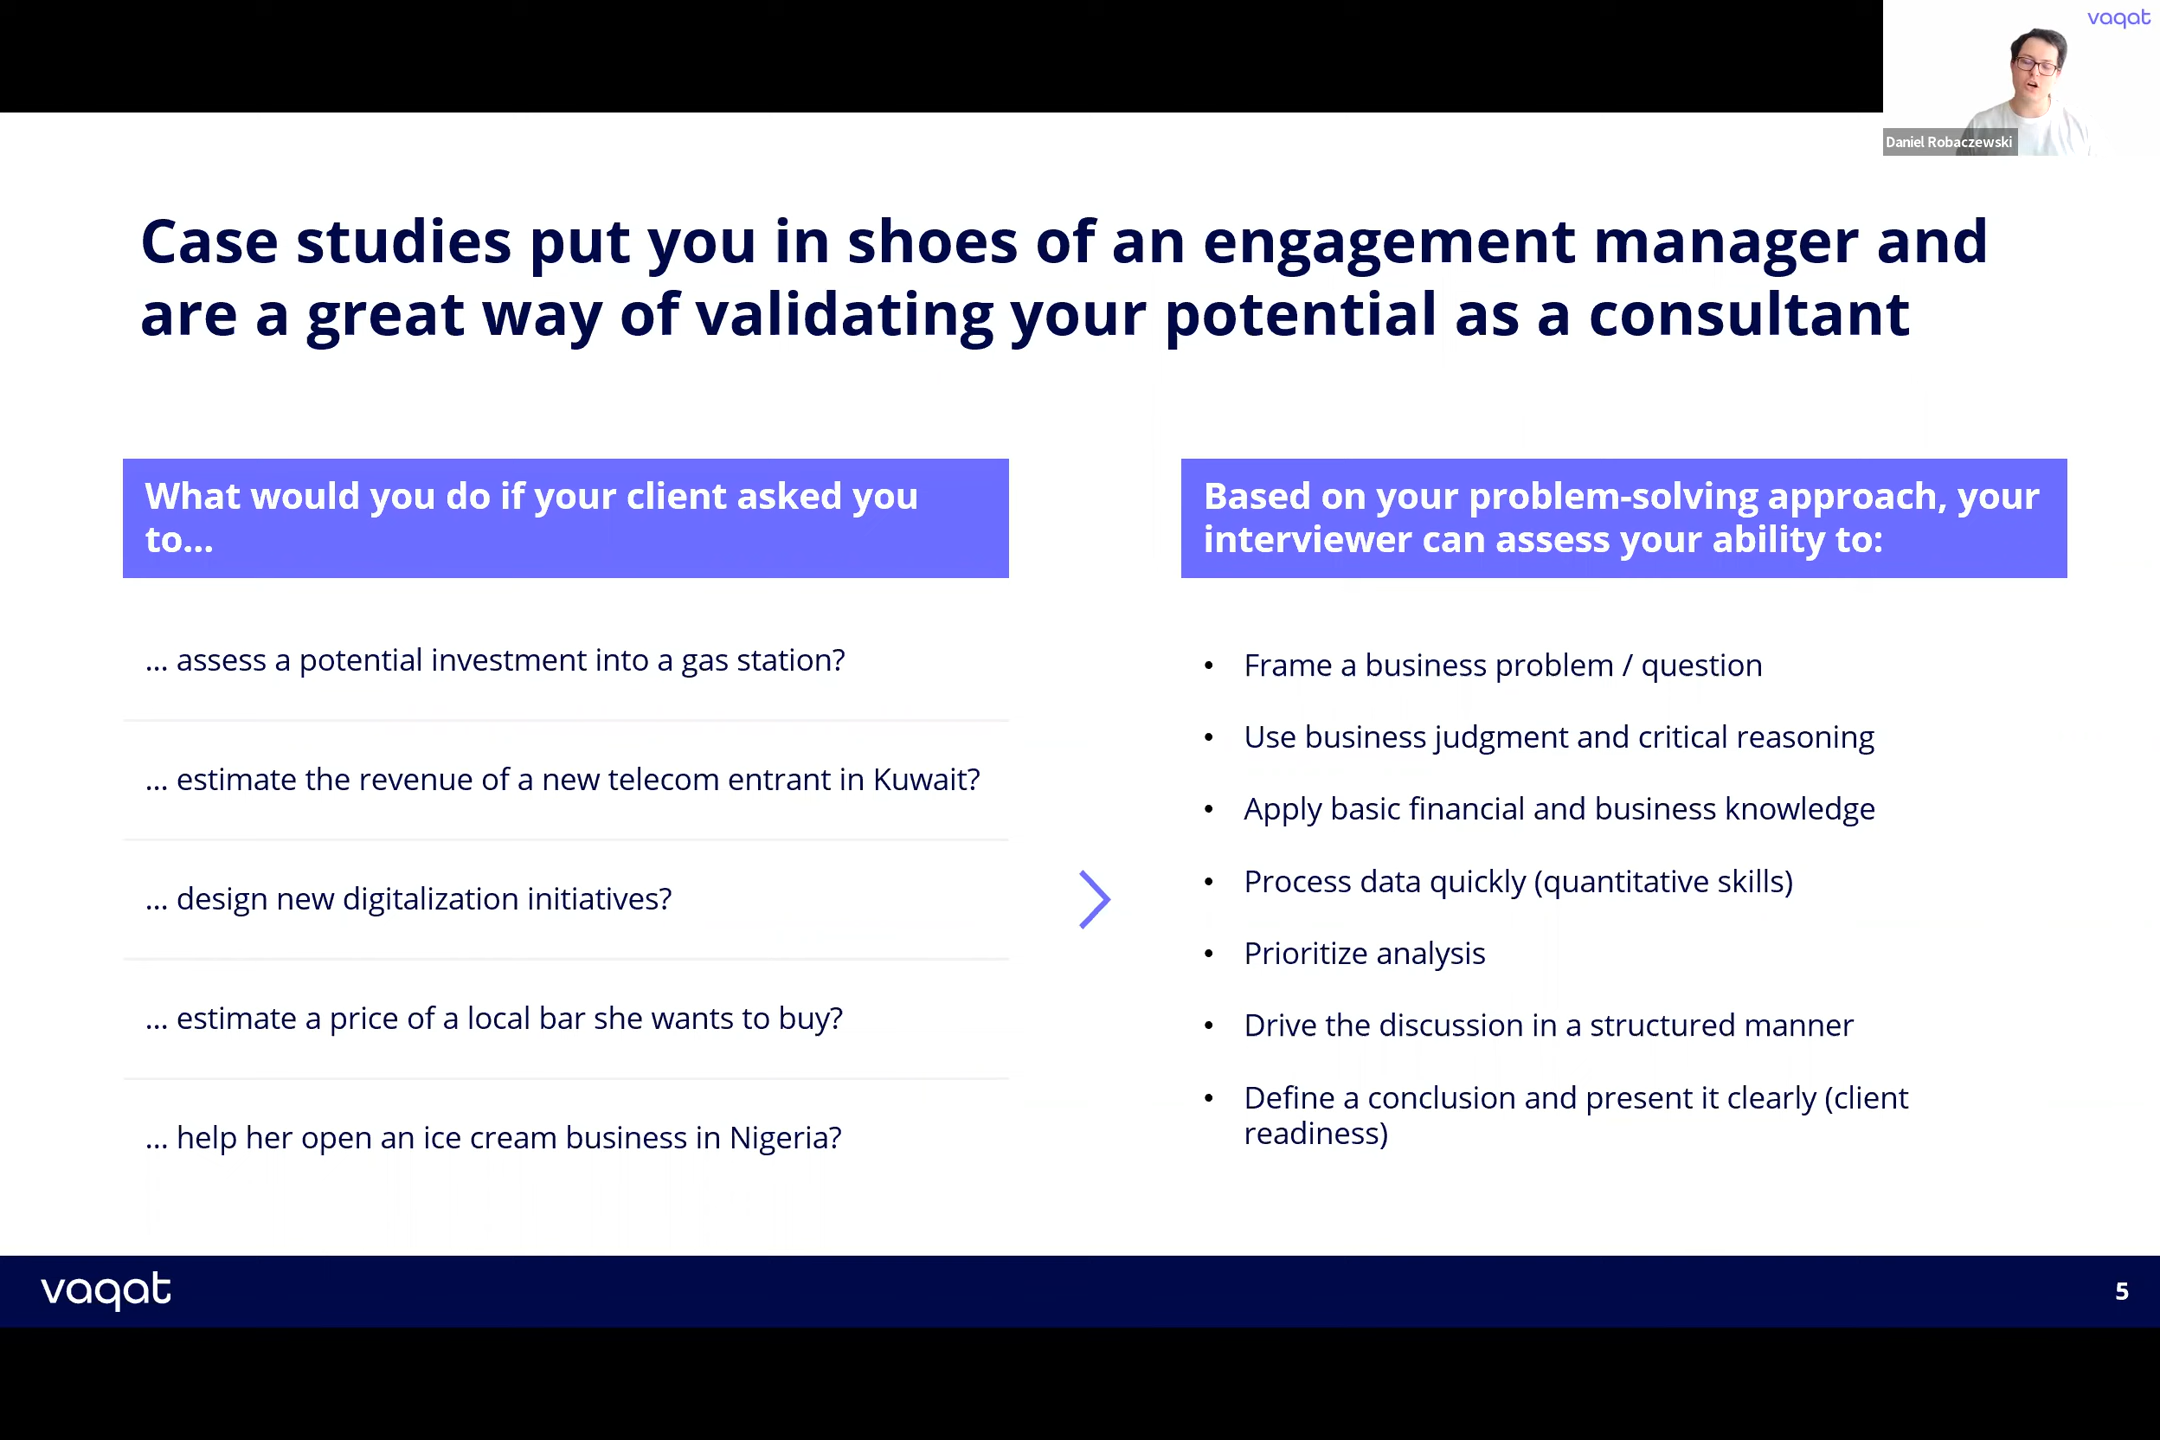 vaqat
Daniel Robaczewski
Case studies put you in shoes of an engagement manager and
are a great way of validating your potential as a consultant
What would you do if your client asked you
to...
... assess a potential investment into a gas station?
... estimate the revenue of a new telecom entrant in Kuwait?
... design new digitalization initiatives?
... estimate a price of a local bar she wants to buy?
... help her open an ice cream business in Nigeria?
Based on your problem-solving approach, your
interviewer can assess your ability to:
• Frame a business problem / question
• Use business judgment and critical reasoning
• Apply basic financial and business knowledge
• Process data quickly (quantitative skills)
• Prioritize analysis
• Drive the discussion in a structured manner
• Define a conclusion and present it clearly (client
readiness)
vaqat
5